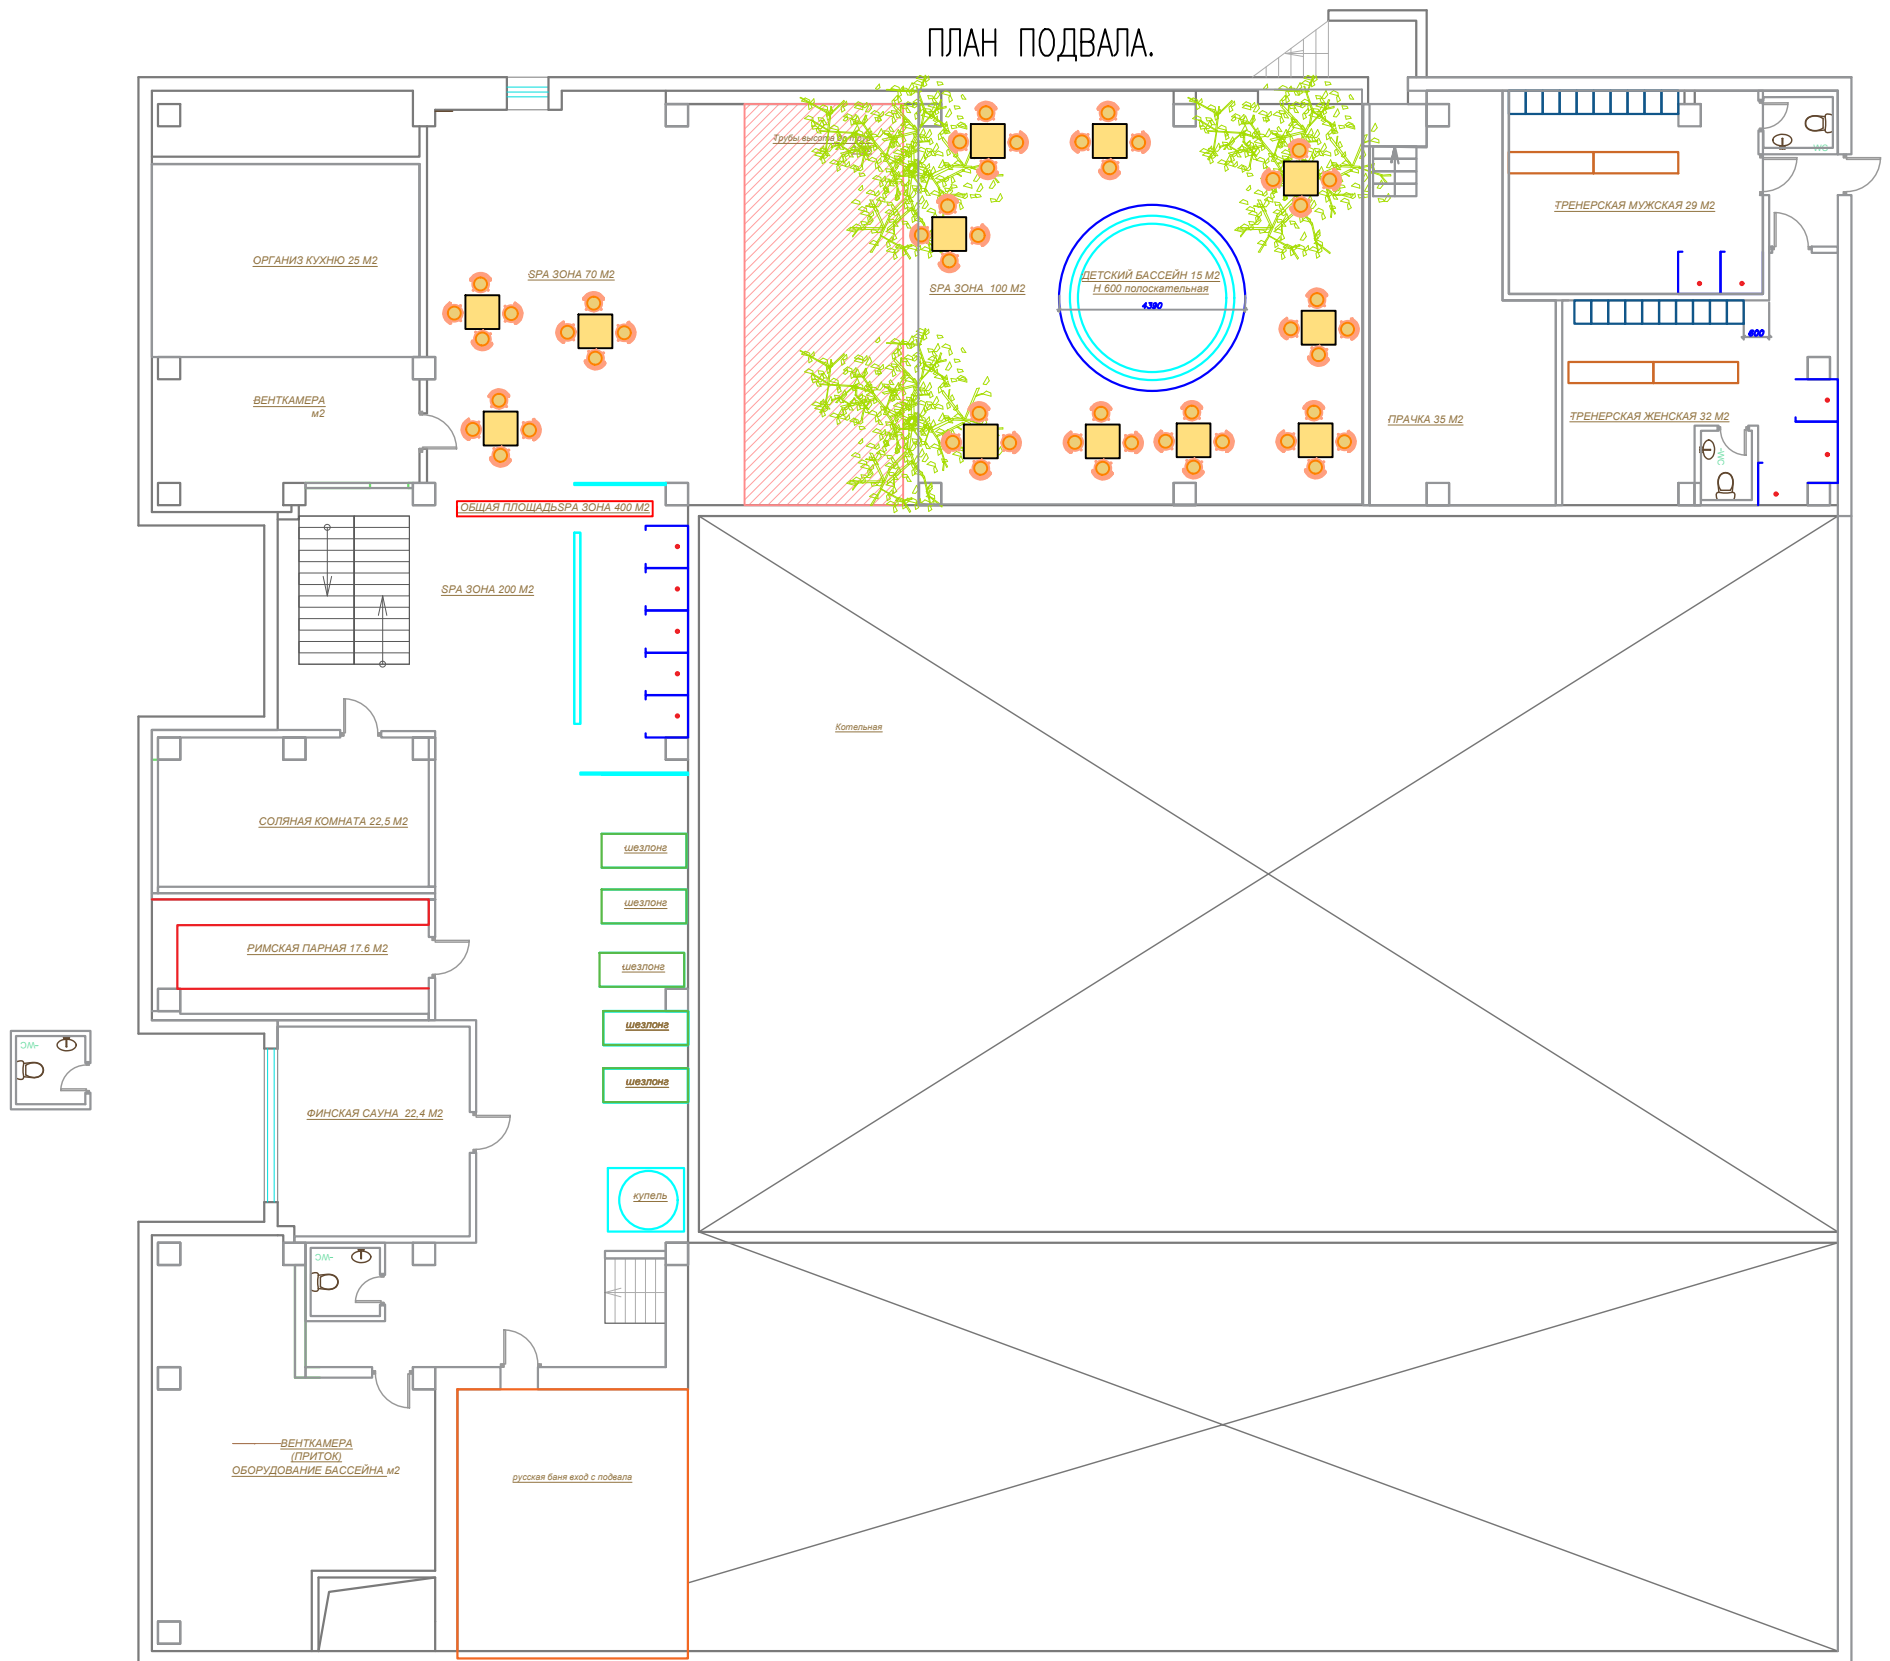 ПЛАН ПОДВАЛА.
Трубы высота
WC
ТРЕНЕРСКАЯ МУЖСКАЯ 29 М2
ОРГАНИЗ КУХНЮ 25 М2
SPA ЗОНА 70 М2
SPA ЗОНА 100 М2
ДЕТСКИЙ БАССЕЙН 15 М2
Н 600 полоскательная
4390
600
ВЕНТКАМЕРА
м2
ПРАЧКА 35 М2
ТРЕНЕРСКАЯ ЖЕНСКАЯ 32 М2
WC
ОБЩАЯ ПЛОЩАДЬSPA ЗОНА 400 М2
SPA ЗОНА 200 М2
Котельная
СОЛЯНАЯ КОМНАТА 22,5 М2
шезлонг
шезлонг
РИМСКАЯ ПАРНАЯ 17.6 М2
шезлонг
шезлонг
WC
шезлонг
ФИНСКАЯ САУНА 22,4 М2
купель
WC
ВЕНТКАМЕРА
(ПРИТОК)
ОБОРУДОВАНИЕ БАССЕЙНА м2
русская баня вход с подвала